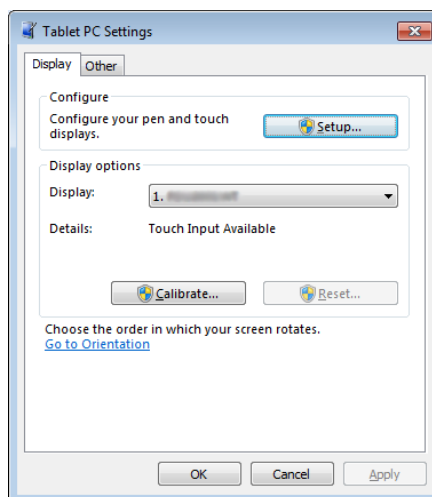 Tablet PC Settings
Display Other
Configure
Configure your pen and touch
displays.
Setup...
Display options
Display: 1.
Details: Touch Input Available
Calibrate... Reset...
Choose the order in which your screen rotates.
Go to Orientation
OK Cancel Apply